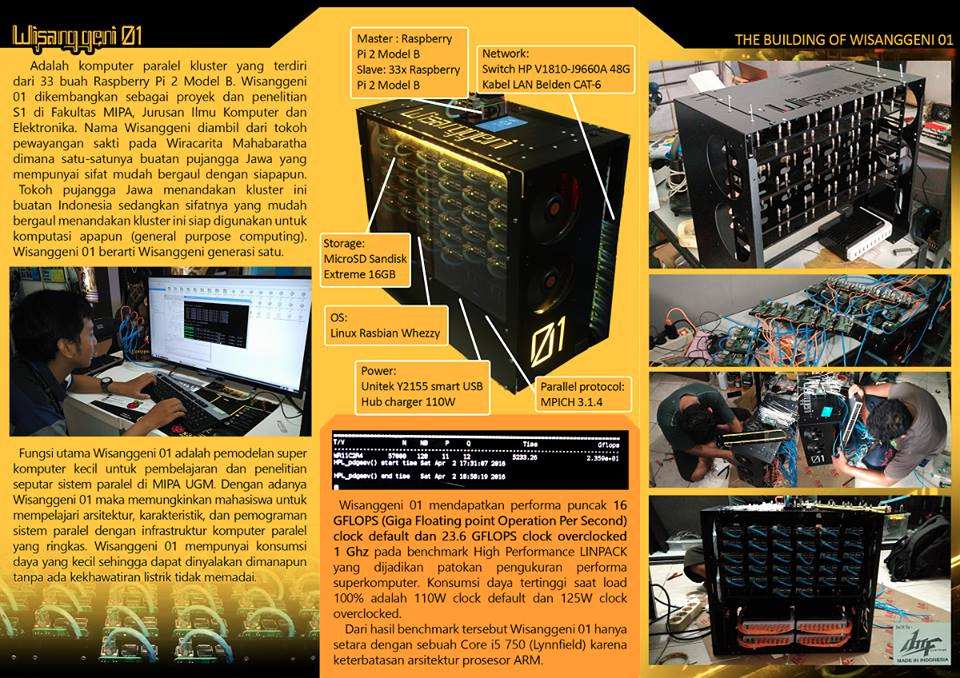 Wisanggeni 01
Adalah komputer paralel kluster yang terdiri
dari 33 buah Raspberry Pi 2 Model B. Wisanggeni
01 dikembangkan sebagai proyek dan penelitian
S1 di Fakultas MIPA, Jurusan Ilmu Komputer dan
Elektronika. Nama Wisanggeni diambil dari tokoh
pewayangan sakti pada Wiracarita Mahabaratha
dimana satu-satunya buatan pujangga Jawa yang
mempunyai sifat mudah bergaul dengan siapapun.
Tokoh pujangga Jawa menandakan kluster ini
buatan Indonesia sedangkan sifatnya yang mudah
bergaul menandakan kluster ini siap digunakan untuk
komputasi apapun (general purpose computing).
Wisanggeni 01 berarti Wisanggeni generasi satu.
Fungsi utama Wisanggeni 01 adalah pemodelan super
komputer kecil untuk pembelajaran dan penelitian
seputar sistem paralel di MIPA UGM. Dengan adanya
Wisanggeni 01 maka memungkinkan mahasiswa untuk
mempelajari arsitektur, karakteristik, dan pemograman
sistem paralel dengan infrastruktur komputer paralel
yang ringkas. Wisanggeni 01 mempunyai konsumsi
daya yang kecil sehingga dapat dinyalakan dimanapun
tanpa ada kekhawatiran listrik tidak memadai.
Master : Raspberry
Pi 2 Model B
Slave: 33x Raspberry
Pi 2 Model B
Network:
Switch HP V1810-J9660A 48G
Kabel LAN Belden CAT-6
Wisanggeni
Storage:
MicroSD Sandisk
Extreme 16GB
OS:
Linux Rasbian Whezzy
01
Power:
Unitek Y2155 smart USB
Hub charger 110W
Parallel protocol:
MPICH 3.1.4
T/V N NB P Q Time Gflops
WR11C2R4 57000 120 11 12 5233.26 2.359e+01
HPL_pdgesv() start time Sat Apr 2 17:31:07 2016
HPL_pdgesv() end time Sat Apr 2 18:58:19 2016
Wisanggeni 01 mendapatkan performa puncak 16
GFLOPS (Giga Floating point Operation Per Second)
clock default dan 23.6 GFLOPS clock overclocked
1 Ghz pada benchmark High Performance LINPACK
yang dijadikan patokan pengukuran performa
superkomputer. Konsumsi daya tertinggi saat load
100% adalah 110W clock default dan 125W clock
overclocked.
Dari hasil benchmark tersebut Wisanggeni 01 hanya
setara dengan sebuah Core i5 750 (Lynnfield) karena
keterbatasan arsitektur prosesor ARM.
THE BUILDING OF WISANGGENI 01
Wisanggeni
MADE IN INDONESIA